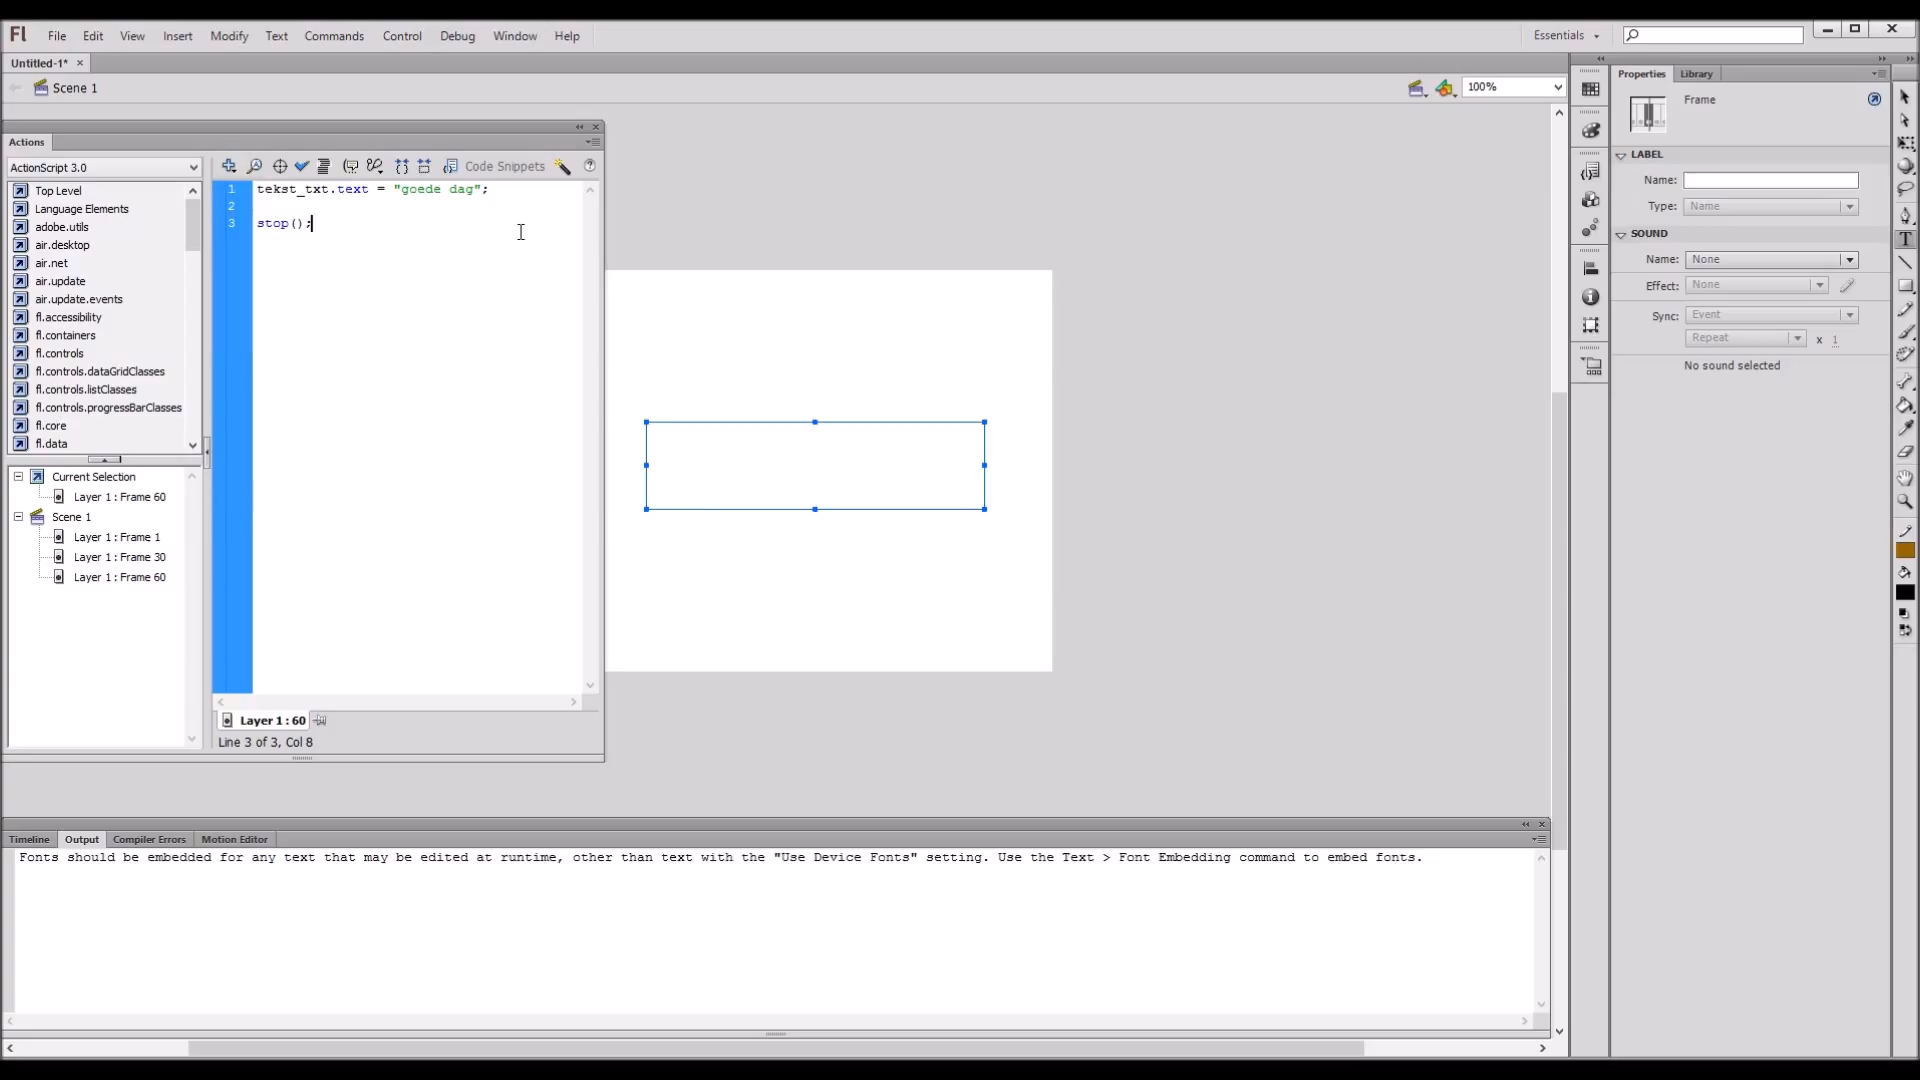 Fl File Edit View Insert Modify Text Commands Control Debug Window Help Essentials
Untitled-1* ×
Scene 1 100%
Actions
ActionScript 3.0 Code Snippets
Top Level
Language Elements
adobe.utils
air.desktop
air.net
air.update
air.update.events
fl.accessibility
fl.containers
fl.controls
fl.controls.dataGridClasses
fl.controls.listClasses
fl.controls.progressBarClasses
fl.core
fl.data
Current Selection
Layer 1 : Frame 60
Scene 1
Layer 1 : Frame 1
Layer 1 : Frame 30
Layer 1 : Frame 60
1 tekst_txt.text = "goede dag";
2
3 stop();
Layer 1 : 60
Line 3 of 3, Col 8
Properties Library
Frame
LABEL
Name:
Type: Name
SOUND
Name: None
Effect: None
Sync: Event
Repeat x 1
No sound selected
Timeline Output Compiler Errors Motion Editor
Fonts should be embedded for any text that may be edited at runtime, other than text with the "Use Device Fonts" setting. Use the Text > Font Embedding command to embed fonts.